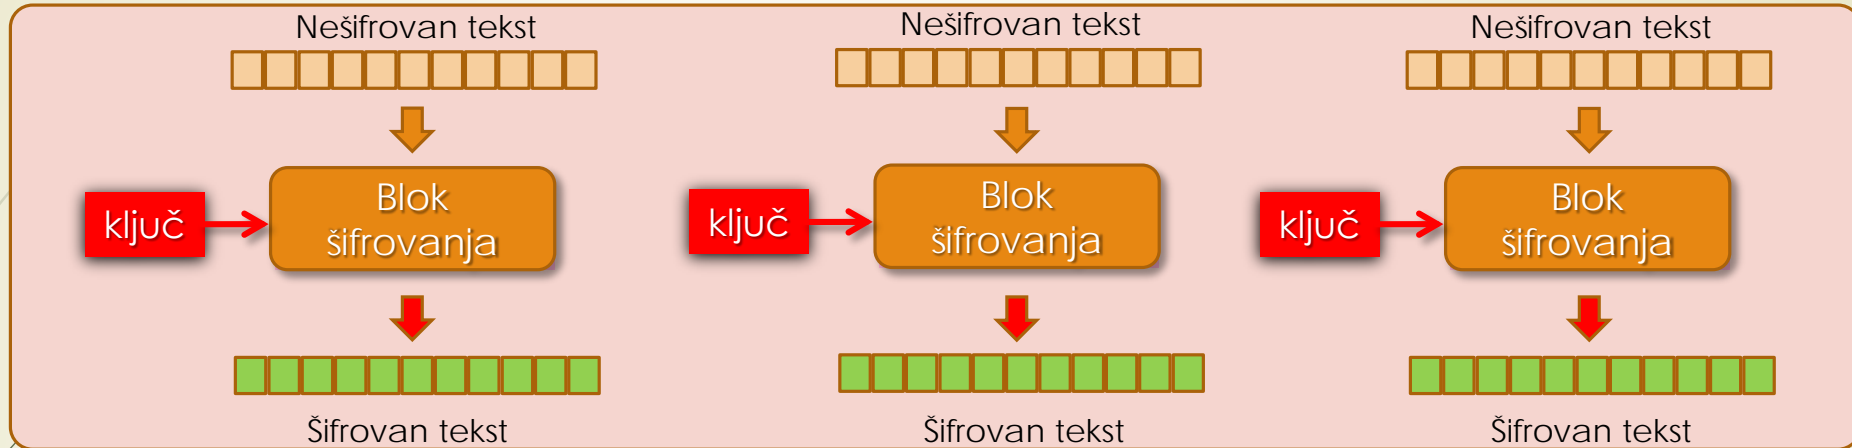 Nešifrovan tekst
ključ
Blok
šifrovanja
Šifrovan tekst
Nešifrovan tekst
ključ
Blok
šifrovanja
Šifrovan tekst
Nešifrovan tekst
ključ
Blok
šifrovanja
Šifrovan tekst